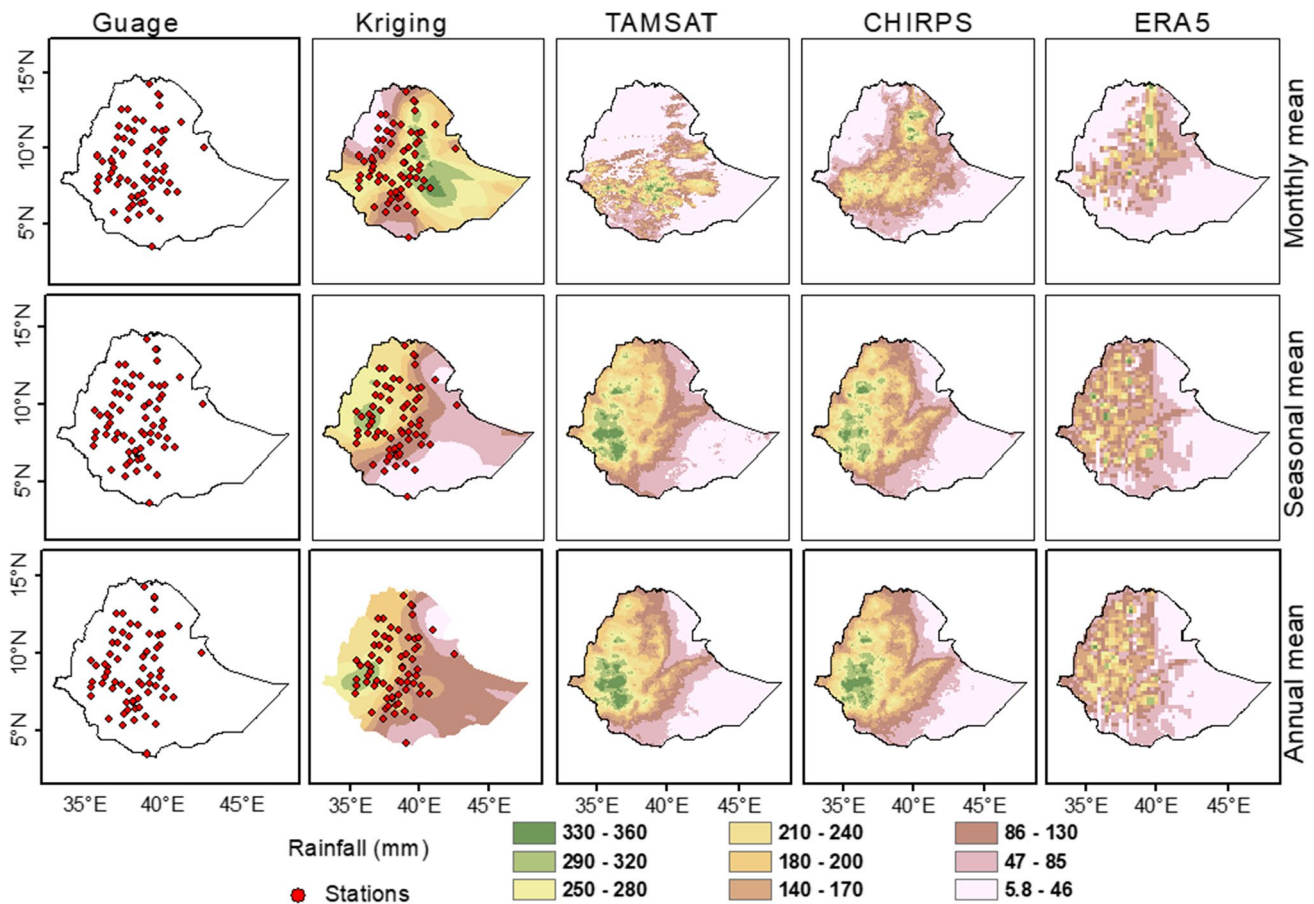 Guage Kriging TAMSAT CHIRPS ERA5
15°N
10°N
5°N
Monthly mean
15°N
10°N
5°N
Seasonal mean
15°N
10°N
5°N
Annual mean
35°E 40°E 45°E 35°E 40°E 45°E 35°E 40°E 45°E 35°E 40°E 45°E 35°E 40°E 45°E
Rainfall (mm)
Stations
330 - 360
290 - 320
250 - 280
210 - 240
180 - 200
140 - 170
86 - 130
47 - 85
5.8 - 46